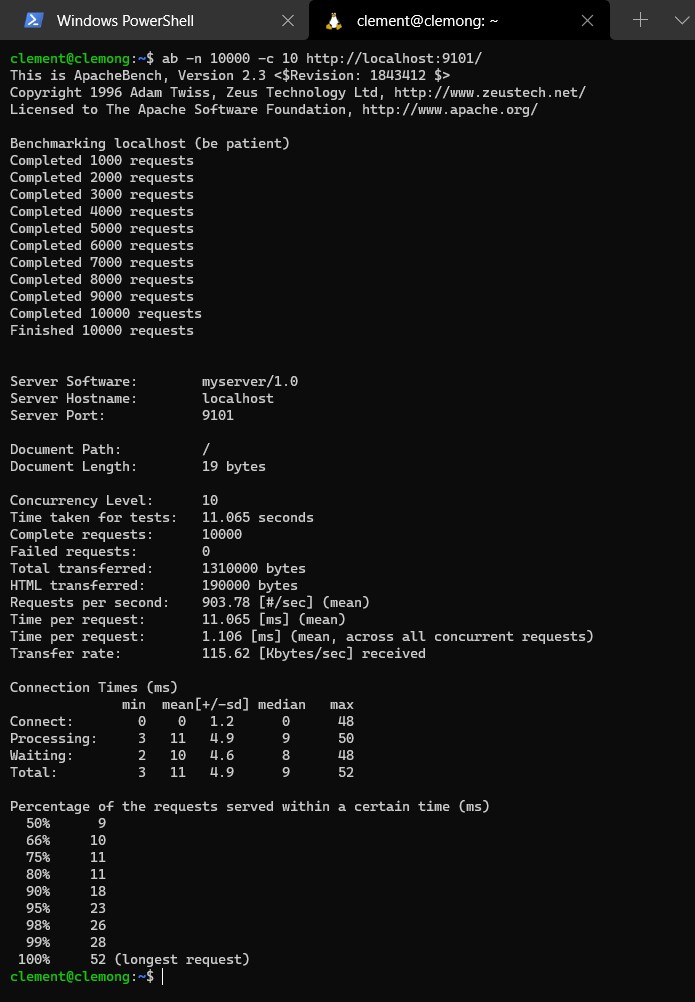 Windows PowerShell
clement@clemong: ~
clement@clemong:~$ ab -n 10000 -c 10 http://localhost:9101/
This is ApacheBench, Version 2.3 <$Revision: 1843412 $>
Copyright 1996 Adam Twiss, Zeus Technology Ltd, http://www.zeustech.net/
Licensed to The Apache Software Foundation, http://www.apache.org/

Benchmarking localhost (be patient)
Completed 1000 requests
Completed 2000 requests
Completed 3000 requests
Completed 4000 requests
Completed 5000 requests
Completed 6000 requests
Completed 7000 requests
Completed 8000 requests
Completed 9000 requests
Completed 10000 requests
Finished 10000 requests

Server Software:        myserver/1.0
Server Hostname:        localhost
Server Port:            9101

Document Path:          /
Document Length:        19 bytes

Concurrency Level:      10
Time taken for tests:   11.065 seconds
Complete requests:      10000
Failed requests:        0
Total transferred:      1310000 bytes
HTML transferred:       190000 bytes
Requests per second:    903.78 [#/sec] (mean)
Time per request:       11.065 [ms] (mean)
Time per request:       1.106 [ms] (mean, across all concurrent requests)
Transfer rate:          115.62 [Kbytes/sec] received

Connection Times (ms)
              min  mean[+/-sd] median   max
Connect:        0    0   1.2      0      48
Processing:     3   11   4.9      9      50
Waiting:        2   10   4.6      8      48
Total:          3   11   4.9      9      52

Percentage of the requests served within a certain time (ms)
  50%      9
  66%     10
  75%     11
  80%     11
  90%     18
  95%     23
  98%     26
  99%     28
 100%     52 (longest request)
clement@clemong:~$